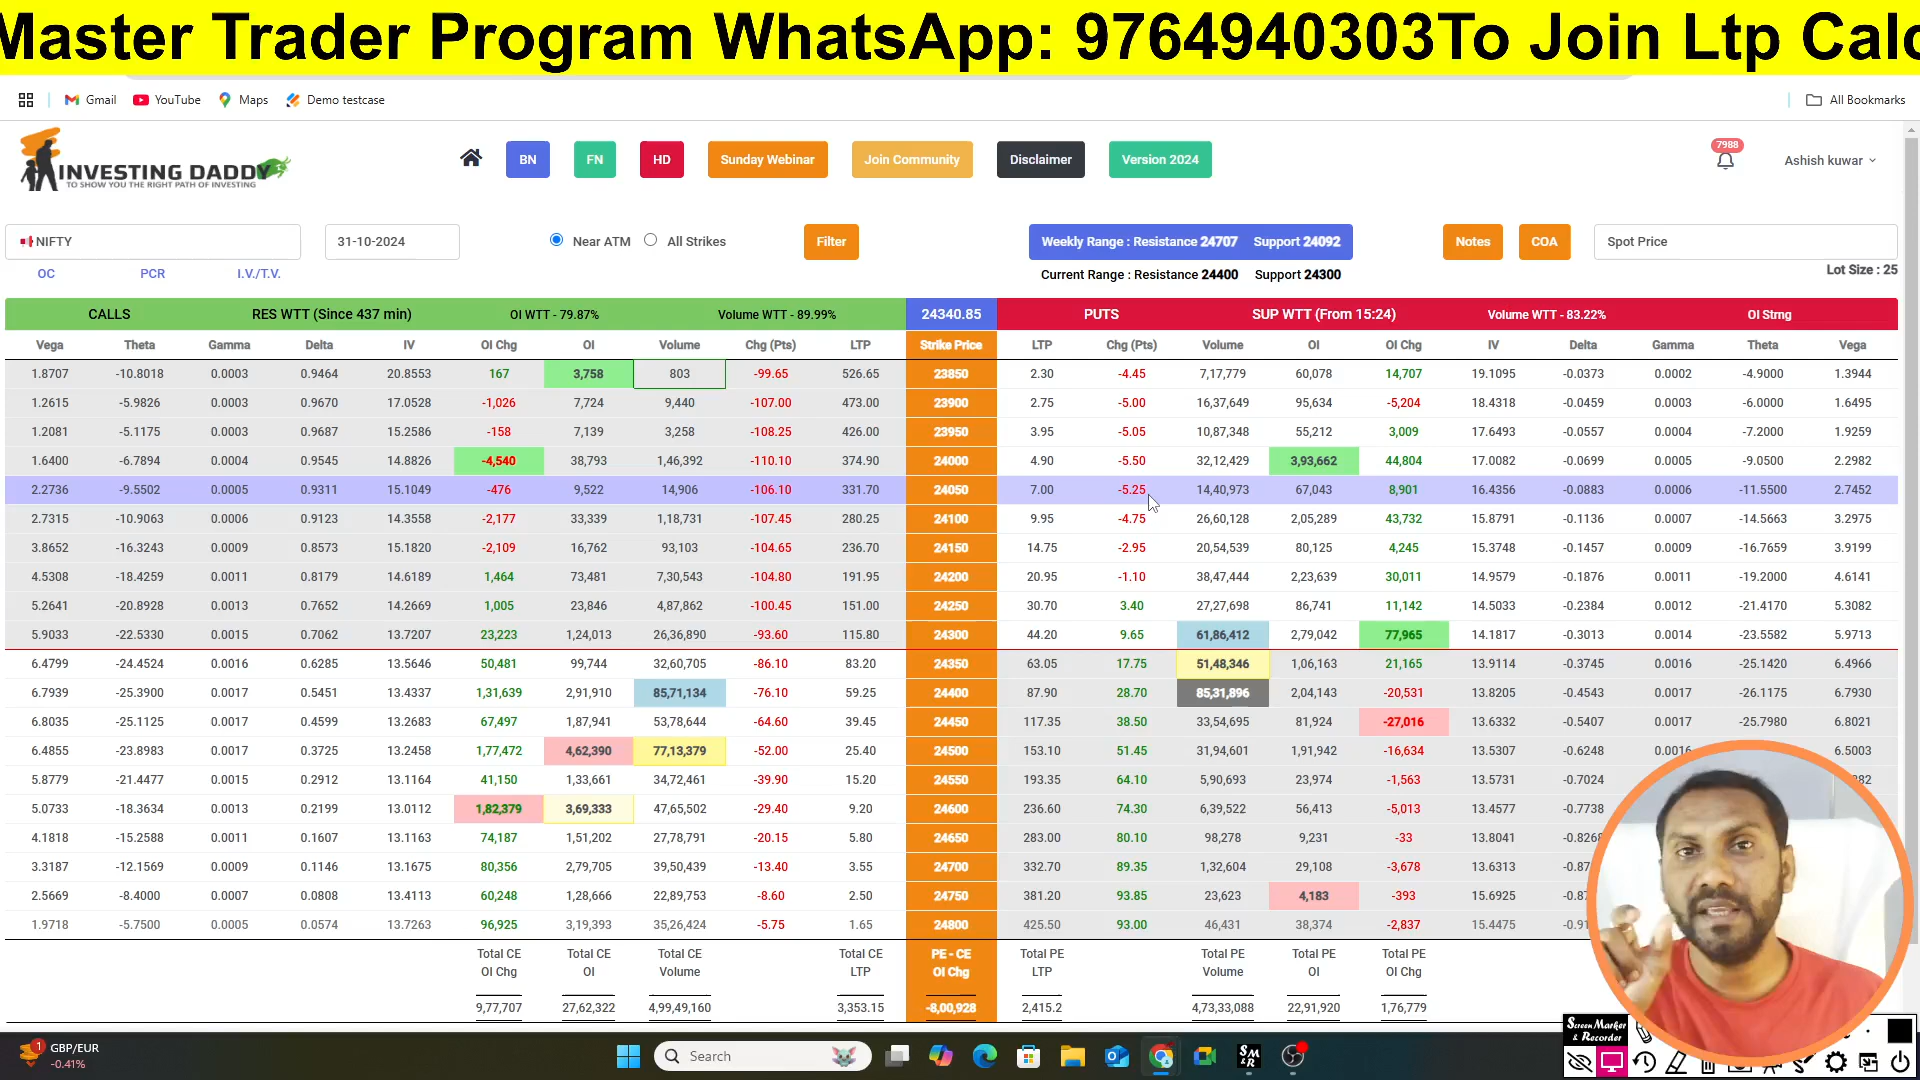 Master Trader Program WhatsApp: 9764940303To Join Ltp Calc
Gmail YouTube Maps Demo testcase All Bookmarks
INVESTING DADDY
TO SHOW YOU THE RIGHT PATH OF INVESTING
BN FN HD Sunday Webinar Join Community Disclaimer Version 2024 7988 Ashish kuwar
NIFTY 31-10-2024 Near ATM All Strikes Filter Weekly Range : Resistance 24707 Support 24092 Notes COA Spot Price
OC PCR I.V./T.V. Current Range : Resistance 24400 Support 24300 Lot Size : 25
CALLS RES WTT (Since 437 min) OI WTT - 79.87% Volume WTT - 89.99% 24340.85 PUTS SUP WTT (From 15:24) Volume WTT - 83.22% OI Strng
Vega Theta Gamma Delta IV OI Chg OI Volume Chg (Pts) LTP Strike Price LTP Chg (Pts) Volume OI OI Chg IV Delta Gamma Theta Vega
1.8707 -10.8018 0.0003 0.9464 20.8553 167 3,758 803 -99.65 526.65 23850 2.30 -4.45 7,17,779 60,078 14,707 19.1095 -0.0373 0.0002 -4.9000 1.3944
1.2615 -5.9826 0.0003 0.9670 17.0528 -1,026 7,724 9,440 -107.00 473.00 23900 2.75 -5.00 16,37,649 95,634 -5,204 18.4318 -0.0459 0.0003 -6.0000 1.6495
1.2081 -5.1175 0.0003 0.9687 15.2586 -158 7,139 3,258 -108.25 426.00 23950 3.95 -5.05 10,87,348 55,212 3,009 17.6493 -0.0557 0.0004 -7.2000 1.9259
1.6400 -6.7894 0.0004 0.9545 14.8826 -4,540 38,793 1,46,392 -110.10 374.90 24000 4.90 -5.50 32,12,429 3,93,662 44,804 17.0082 -0.0699 0.0005 -9.0500 2.2982
2.2736 -9.5502 0.0005 0.9311 15.1049 -476 9,522 14,906 -106.10 331.70 24050 7.00 -5.25 14,40,973 67,043 8,901 16.4356 -0.0883 0.0006 -11.5500 2.7452
2.7315 -10.9063 0.0006 0.9123 14.3558 -2,177 33,339 1,18,731 -107.45 280.25 24100 9.95 -4.75 26,60,128 2,05,289 43,732 15.8791 -0.1136 0.0007 -14.5663 3.2975
3.8652 -16.3243 0.0009 0.8573 15.1820 -2,109 16,762 93,103 -104.65 236.70 24150 14.75 -2.95 20,54,539 80,125 4,245 15.3748 -0.1457 0.0009 -16.7659 3.9199
4.5308 -18.4259 0.0011 0.8179 14.6189 1,464 73,481 7,30,543 -104.80 191.95 24200 20.95 -1.10 38,47,444 2,23,639 30,011 14.9579 -0.1876 0.0011 -19.2000 4.6141
5.2641 -20.8928 0.0013 0.7652 14.2669 1,005 23,846 4,87,862 -100.45 151.00 24250 30.70 3.40 27,27,698 86,741 11,142 14.5033 -0.2384 0.0012 -21.4170 5.3082
5.9033 -22.5330 0.0015 0.7062 13.7207 23,223 1,24,013 26,36,890 -93.60 115.80 24300 44.20 9.65 61,86,412 2,79,042 77,965 14.1817 -0.3013 0.0014 -23.5582 5.9713
6.4799 -24.4524 0.0016 0.6285 13.5646 50,481 99,744 32,60,705 -86.10 83.20 24350 63.05 17.75 51,48,346 1,06,163 21,165 13.9114 -0.3745 0.0016 -25.1420 6.4966
6.7939 -25.3900 0.0017 0.5451 13.4337 1,31,639 2,91,910 85,71,134 -76.10 59.25 24400 87.90 28.70 85,31,896 2,04,143 -20,531 13.8205 -0.4543 0.0017 -26.1175 6.7930
6.8035 -25.1125 0.0017 0.4599 13.2683 67,497 1,87,941 53,78,644 -64.60 39.45 24450 117.35 38.50 33,54,695 81,924 -27,016 13.6332 -0.5407 0.0017 -25.7980 6.8021
6.4855 -23.8983 0.0017 0.3725 13.2458 1,77,472 4,62,390 77,13,379 -52.00 25.40 24500 153.10 51.45 31,94,601 1,91,942 -16,634 13.5307 -0.6248 0.0016 6.5003
5.8779 -21.4477 0.0015 0.2912 13.1164 41,150 1,33,661 34,72,461 -39.90 15.20 24550 193.35 64.10 5,90,693 23,974 -1,563 13.5731 -0.7024
5.0733 -18.3634 0.0013 0.2199 13.0112 1,82,379 3,69,333 47,65,502 -29.40 9.20 24600 236.60 74.30 6,39,522 56,413 -5,013 13.4577 -0.7738
4.1818 -15.2588 0.0011 0.1607 13.1163 74,187 1,51,202 27,78,791 -20.15 5.80 24650 283.00 80.10 98,278 9,231 -33 13.8041 -0.8268
3.3187 -12.1569 0.0009 0.1146 13.1675 80,356 2,79,705 39,50,439 -13.40 3.55 24700 332.70 89.35 1,32,604 29,108 -3,678 13.6313 -0.87
2.5669 -8.4000 0.0007 0.0808 13.4113 60,248 1,28,666 22,89,753 -8.60 2.50 24750 381.20 93.85 23,623 4,183 -393 15.6925 -0.8
1.9718 -5.7500 0.0005 0.0574 13.7263 96,925 3,19,393 35,26,424 -5.75 1.65 24800 425.50 93.00 46,431 38,374 -2,837 15.4475 -0.91
Total CE Total CE Total CE Total CE PE - CE Total PE Total PE Total PE Total PE
OI Chg OI Volume LTP OI Chg LTP Volume OI OI Chg
9,77,707 27,62,322 4,99,49,160 3,353.15 -8,00,928 2,415.2 4,73,33,088 22,91,920 1,76,779
Screen Marker
& Recorder
1 GBP/EUR
-0.41%
Search
SM
&R